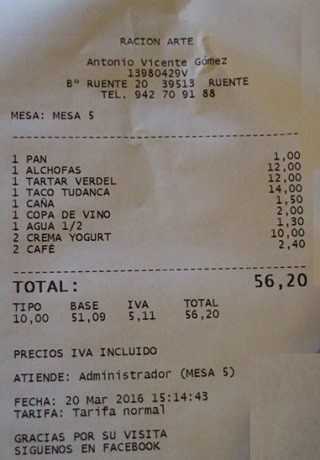 RACION ARTE
Antonio Vicente Gómez
13980429V
Bº RUENTE 20 39513 RUENTE
TEL. 942 70 91 88
MESA: MESA 5
1 PAN 1,00
1 ALCHOFAS 12,00
1 TARTAR VERDEL 12,00
1 TACO TUDANCA 14,00
1 CAÑA 1,50
1 COPA DE VINO 2,00
1 AGUA 1/2 1,30
2 CREMA YOGURT 10,00
2 CAFÉ 2,40
TOTAL: 56,20
TIPO BASE IVA TOTAL
10,00 51,09 5,11 56,20
PRECIOS IVA INCLUIDO
ATIENDE: Administrador (MESA 5)
FECHA: 20 Mar 2016 15:14:43
TARIFA: Tarifa normal
GRACIAS POR SU VISITA
SIGUENOS EN FACEBOOK